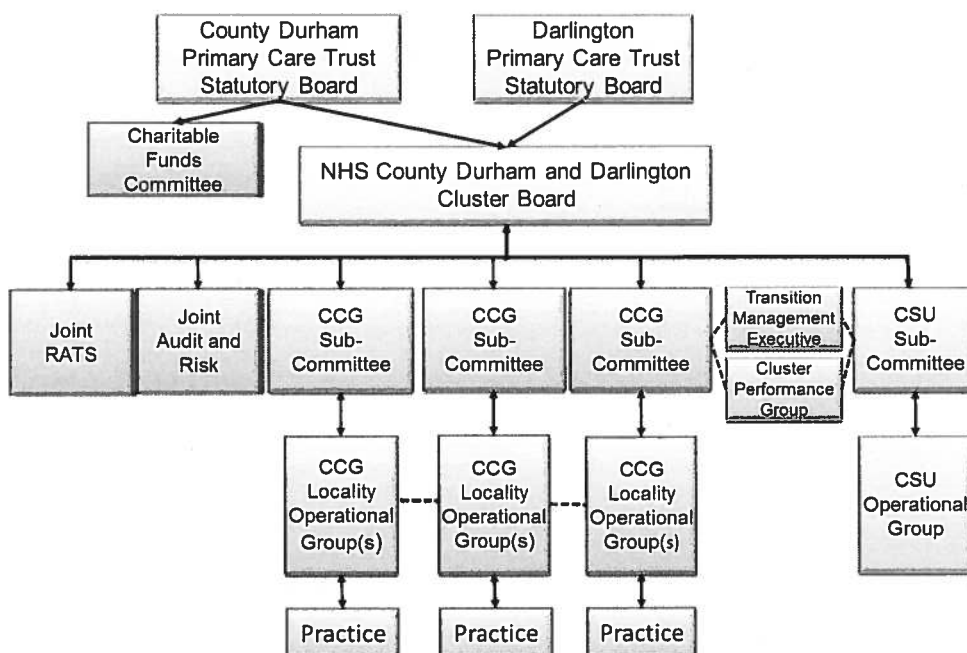 County Durham
Primary Care Trust
Statutory Board
Darlington
Primary Care Trust
Statutory Board
Charitable
Funds
Committee
NHS County Durham and Darlington
Cluster Board
Joint
RATS
Joint
Audit and
Risk
CCG
Sub-
Committee
CCG
Sub-
Committee
CCG
Sub-
Committee
Transition
Management
Executive
Cluster
Performance
Group
CSU
Sub-
Committee
CCG
Locality
Operational
Group(s)
CCG
Locality
Operational
Group(s)
CCG
Locality
Operational
Group(s)
CSU
Operational
Group
Practice
Practice
Practice